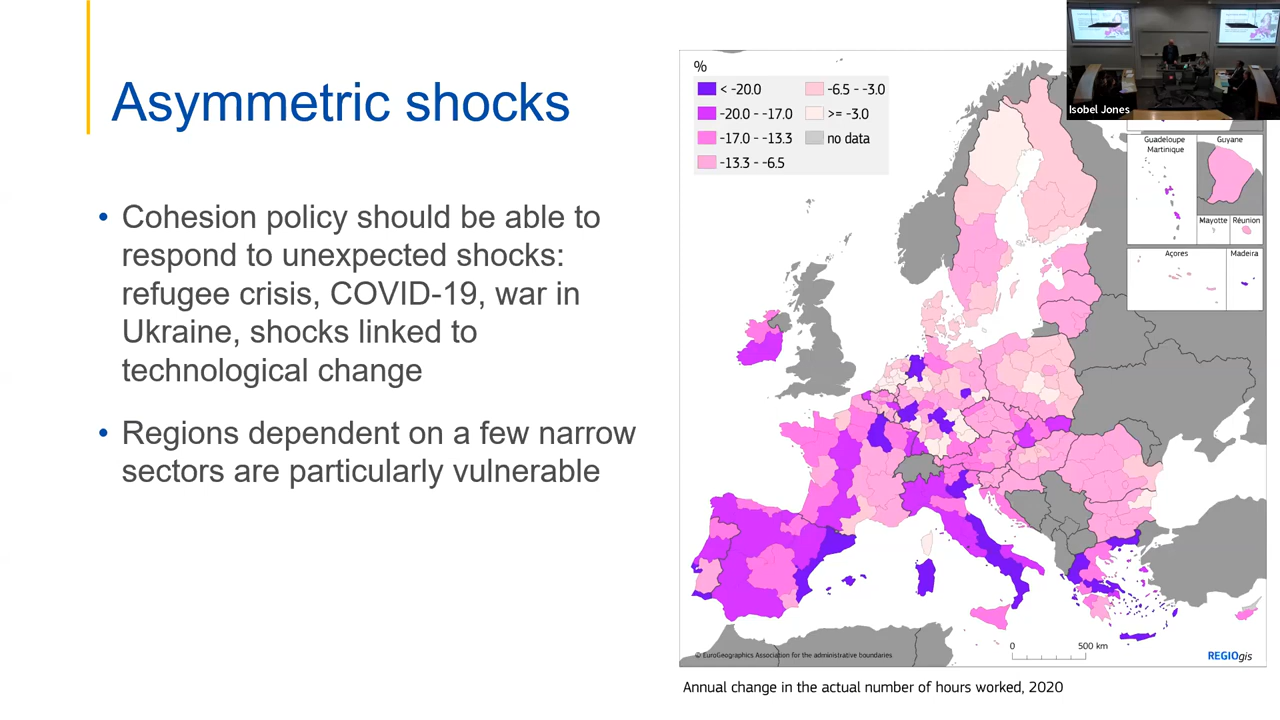 Asymmetric shocks
• Cohesion policy should be able to
respond to unexpected shocks:
refugee crisis, COVID-19, war in
Ukraine, shocks linked to
technological change
• Regions dependent on a few narrow
sectors are particularly vulnerable
%
< -20.0
-20.0 - -17.0
-17.0 - -13.3
-13.3 - -6.5
-6.5 - -3.0
>= -3.0
no data
Isobel Jones
Guadeloupe
Martinique
Guyane
Mayotte
Réunion
Açores
Madeira
0 500 km
© EuroGeographics Association for the administrative boundaries
REGIOgis
Annual change in the actual number of hours worked, 2020